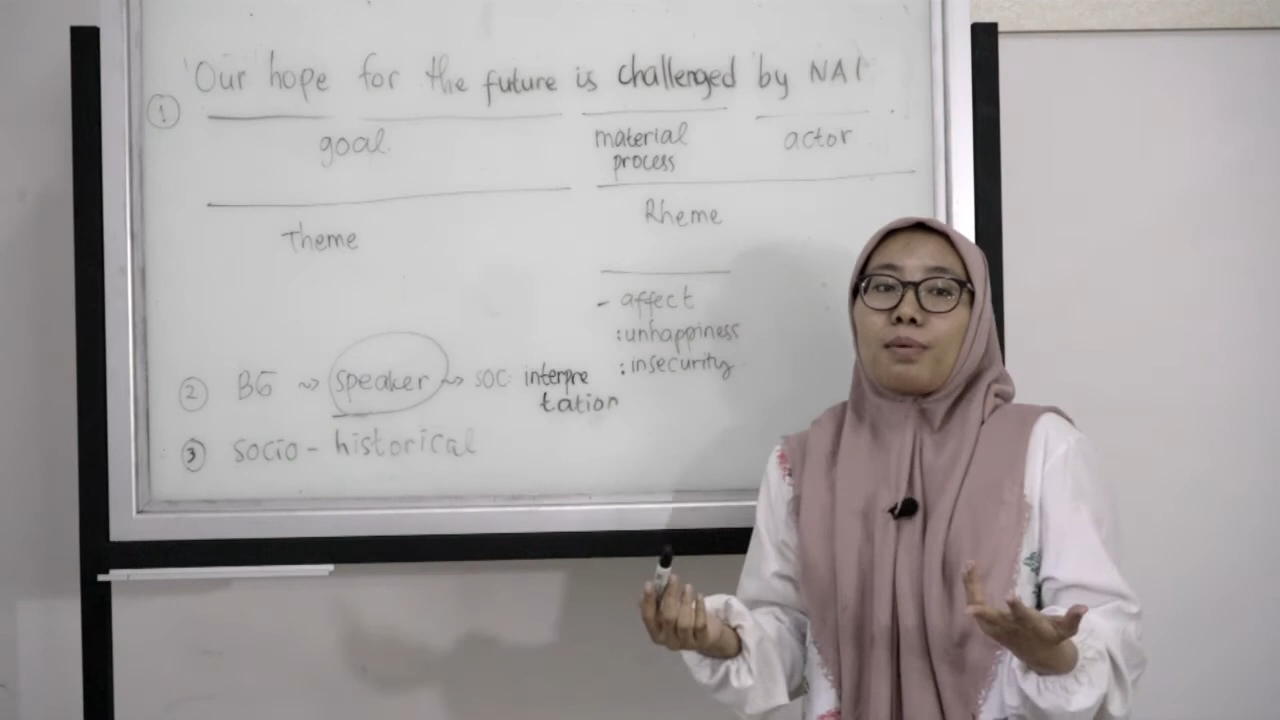 'Our hope for the future is challenged by NAI'
①
goal.
material
process
actor
Theme
Rheme
- affect
:unhappiness
:insecurity
② BG ~> speaker ~> soc. interpre
tation
③ socio - historical